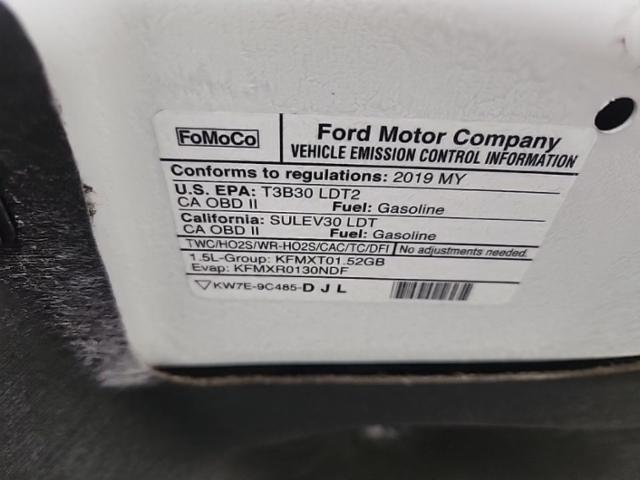 FoMoCo
Ford Motor Company
VEHICLE EMISSION CONTROL INFORMATION
Conforms to regulations: 2019 MY
U.S. EPA: T3B30 LDT2
CA OBD II Fuel: Gasoline
California: SULEV30 LDT
CA OBD II Fuel: Gasoline
TWC/HO2S/WR-HO2S/CAC/TC/DFI No adjustments needed.
1.5L-Group: KFMXT01.52GB
Evap: KFMXR0130NDF
KW7E-9C485-D J L